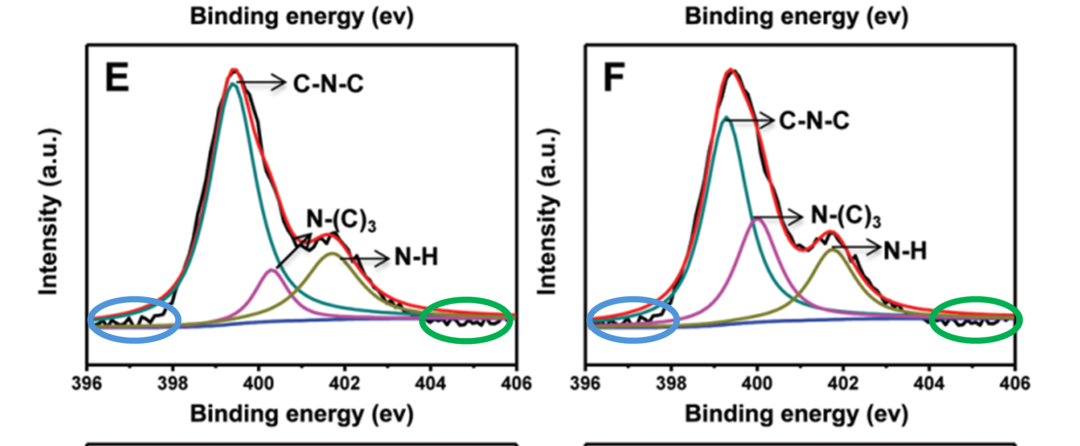 Binding energy (ev)
Binding energy (ev)
E
C-N-C
N-(C)3
N-H
Intensity (a.u.)
396 398 400 402 404 406
Binding energy (ev)
F
C-N-C
N-(C)3
N-H
Intensity (a.u.)
396 398 400 402 404 406
Binding energy (ev)